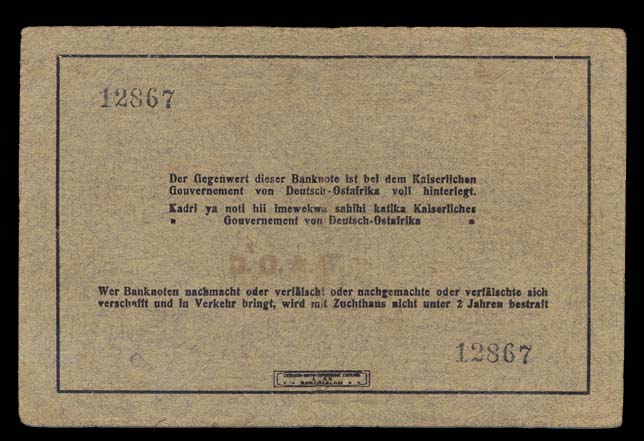 12867
Der Gegenwert dieser Banknote ist bei dem Kaiserlichen
Gouvernement von Deutsch-Ostafrika voll hinterlegt.
Kadri ya noti hii imewekwa sahihi katika Kaiserliches
Gouvernement von Deutsch-Ostafrika
Wer Banknoten nachmacht oder verfälscht oder nachgemachte oder verfälschte sich
verschafft und in Verkehr bringt, wird mit Zuchthaus nicht unter 2 Jahren bestraft
12867